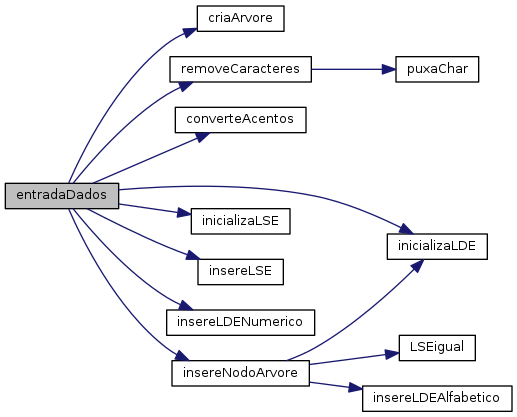 criaArvore
removeCaracteres
puxaChar
converteAcentos
entradaDados
inicializaLSE
inicializaLDE
insereLSE
insereLDENumerico
LSEigual
insereNodoArvore
insereLDEAlfabetico